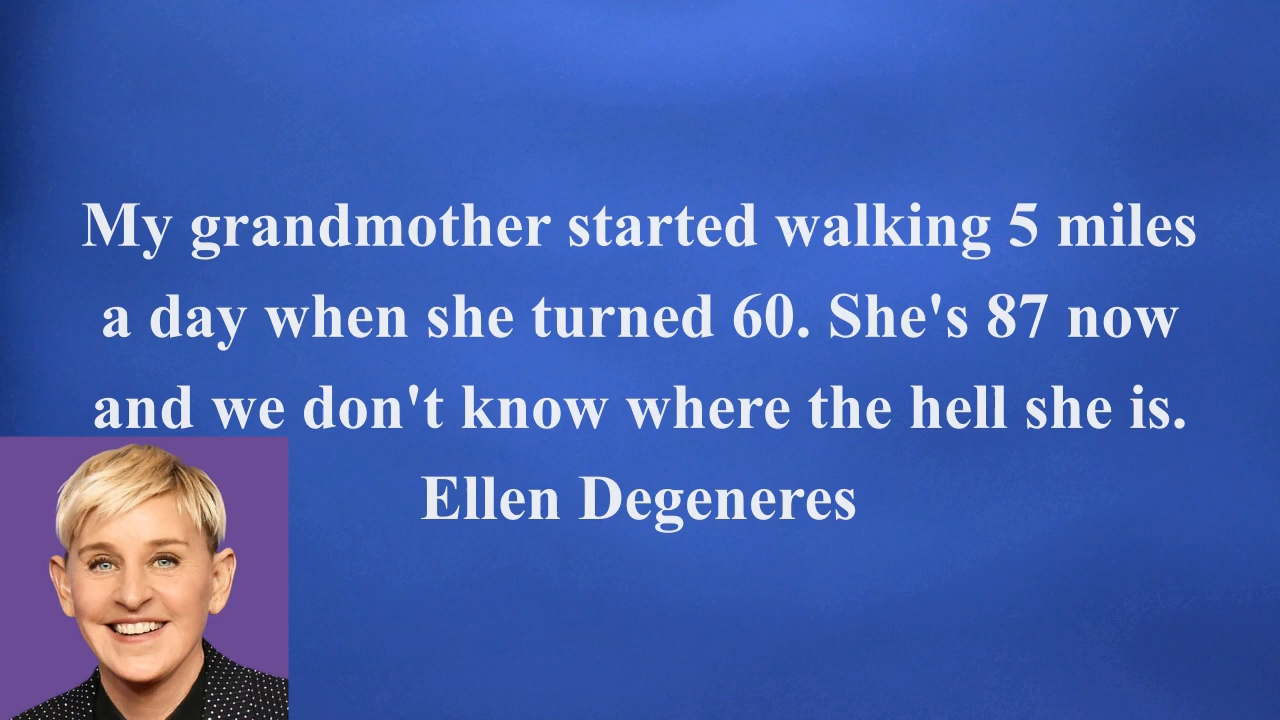 My grandmother started walking 5 miles
a day when she turned 60. She's 87 now
and we don't know where the hell she is.
Ellen Degeneres